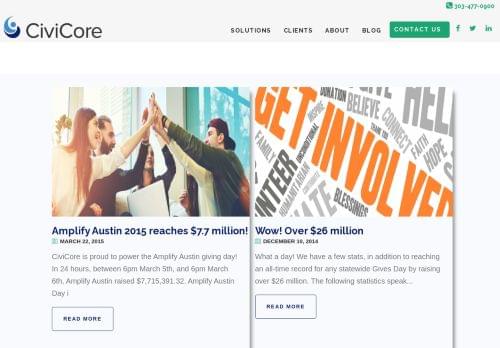 303-477-0900
CiviCore
SOLUTIONS CLIENTS ABOUT BLOG CONTACT US
DONATION
HELP
BELIEVE
INSPIRE
GET INVOLVED
CONNECT
UNCONDITIONAL
THANK YOU
FAITH
FAMILY
HOPE
HUMANITARIAN
BLESSINGS
Amplify Austin 2015 reaches $7.7 million!
MARCH 22, 2015
CiviCore is proud to power the Amplify Austin giving day!
In 24 hours, between 6pm March 5th, and 6pm March
6th, Amplify Austin raised $7,715,391.32. Amplify Austin
Day i
READ MORE
Wow! Over $26 million
DECEMBER 10, 2014
What a day! We have a few stats, in addition to reaching
an all-time record for any statewide Gives Day by raising
over $26 million. The following statistics speak...
READ MORE